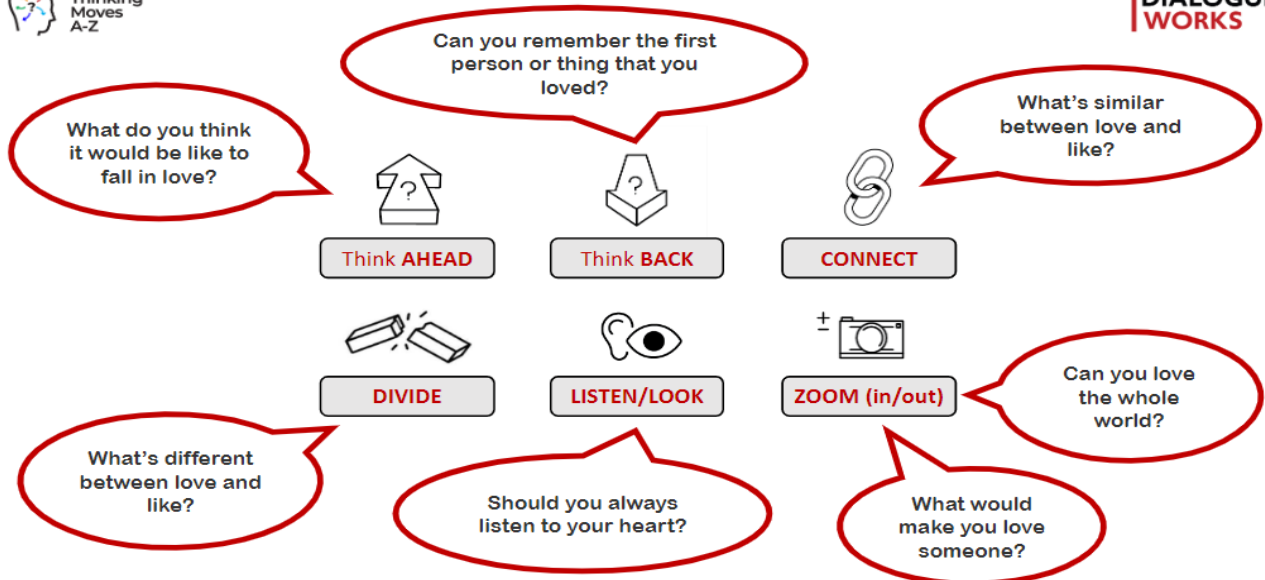 Thinking
Moves
A-Z
WORKS
Can you remember the first
person or thing that you
loved?
What do you think
it would be like to
fall in love?
What's similar
between love and
like?
?
?
Think AHEAD
Think BACK
CONNECT
+
-
DIVIDE
LISTEN/LOOK
ZOOM (in/out)
Can you love
the whole
world?
What's different
between love and
like?
Should you always
listen to your heart?
What would
make you love
someone?